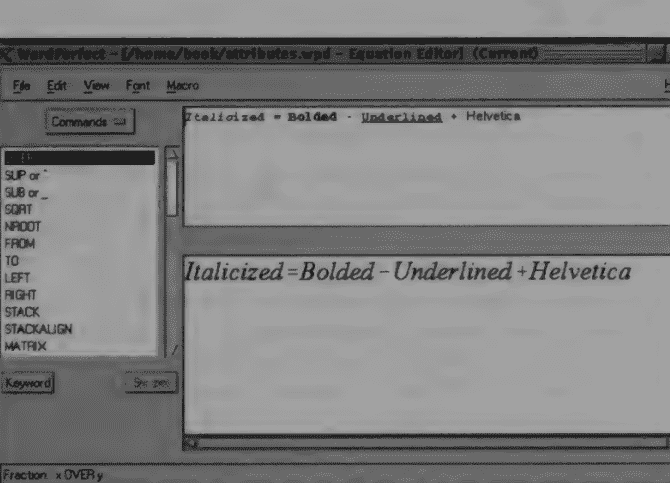 WordPerfect - [/home/book/attributes.wpd - Equation Editor] (Current)
File Edit View Font Macro H
Commands
Italicized = Bolded - Underlined + Helvetica
SUP or ^
SUB or _
SQRT
NROOT
FROM
TO
LEFT
RIGHT
STACK
STACKALIGN
MATRIX
Italicized=Bolded-Underlined+Helvetica
Keyword
Fraction: x OVER y